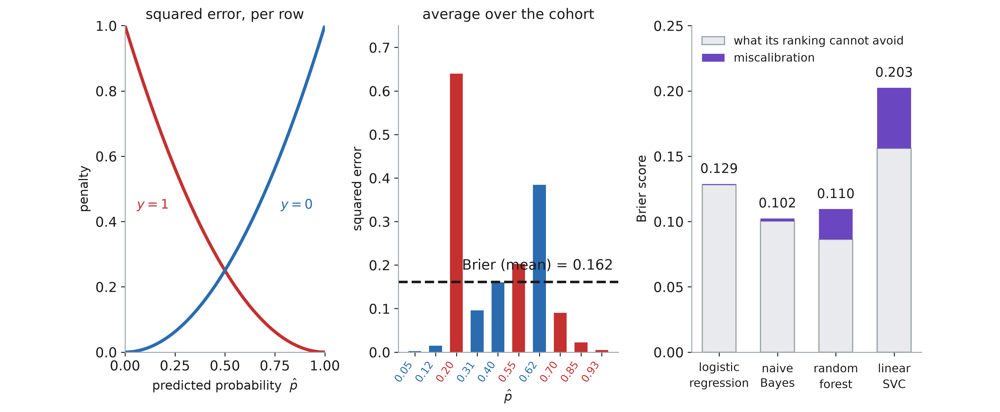 squared error, per row
1.0
0.8
0.6
0.4
0.2
0.0
penalty
y = 1
y = 0
0.00 0.25 0.50 0.75 1.00
predicted probability p̂
average over the cohort
0.7
0.6
0.5
0.4
0.3
0.2
0.1
0.0
squared error
Brier (mean) = 0.162
0.05 0.12 0.20 0.31 0.40 0.55 0.62 0.70 0.85 0.93
p̂
0.25
0.20
0.15
0.10
0.05
0.00
Brier score
what its ranking cannot avoid
miscalibration
0.129
0.102
0.110
0.203
logistic
regression
naive
Bayes
random
forest
linear
SVC